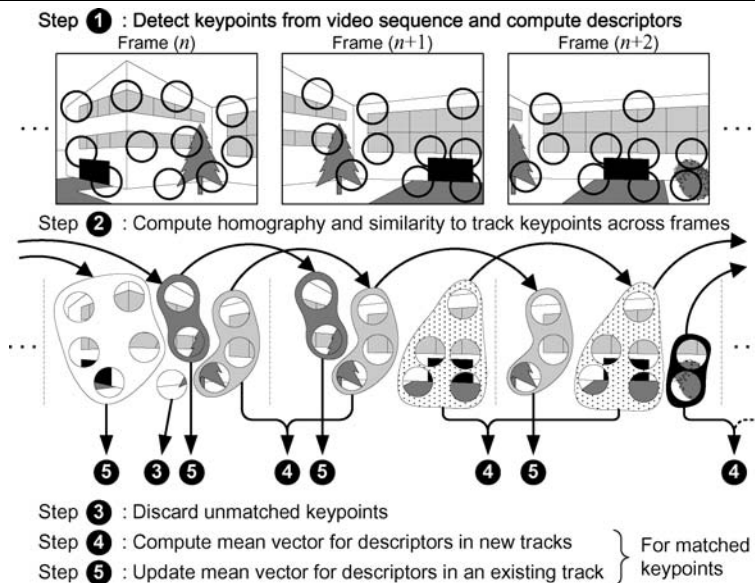 Step 1 : Detect keypoints from video sequence and compute descriptors
Frame (n) Frame (n+1) Frame (n+2)
... ...
Step 2 : Compute homography and similarity to track keypoints across frames
... ...
5 3 5 4 5 4 5 4
Step 3 : Discard unmatched keypoints
Step 4 : Compute mean vector for descriptors in new tracks
Step 5 : Update mean vector for descriptors in an existing track
For matched
keypoints